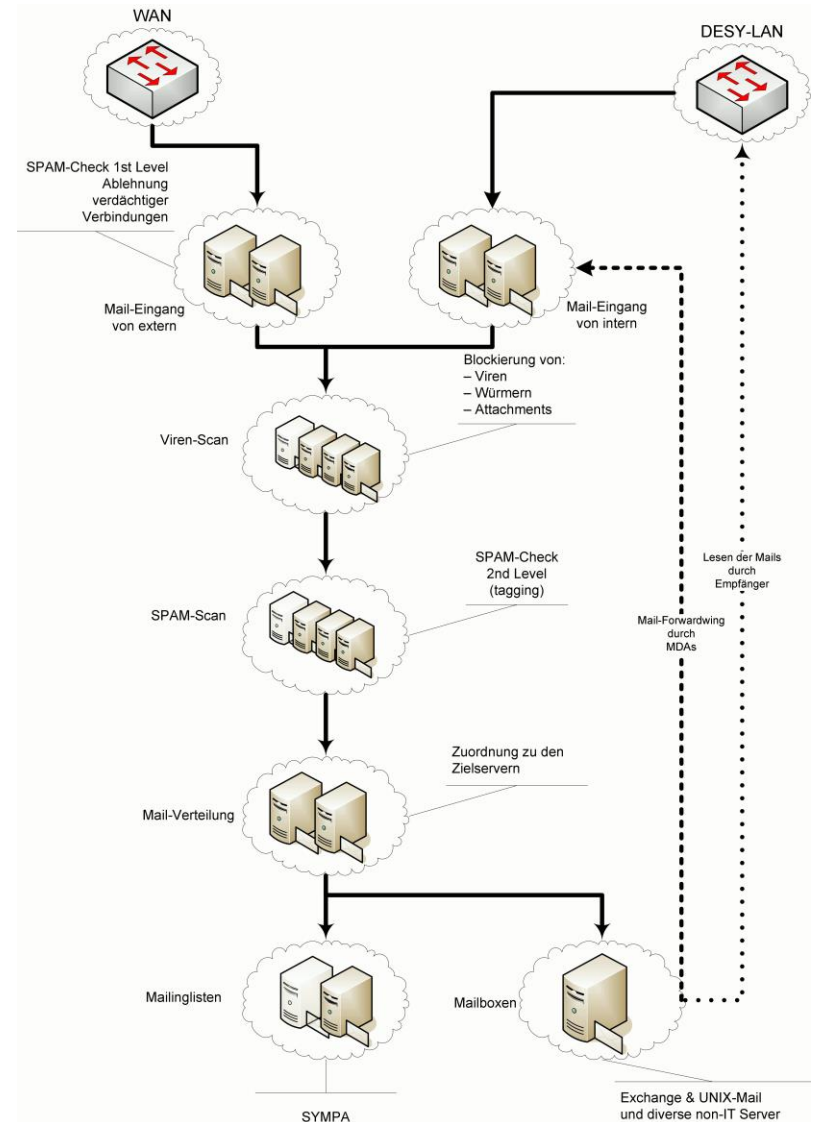 WAN
DESY-LAN
SPAM-Check 1st Level
Ablehnung
verdächtiger
Verbindungen
Mail-Eingang
von extern
Mail-Eingang
von intern
Blockierung von:
– Viren
– Würmern
– Attachments
Viren-Scan
SPAM-Check
2nd Level
(tagging)
Lesen der Mails
durch
Empfänger
SPAM-Scan
Mail-Forwardwing
durch
MDAs
Zuordnung zu den
Zielservern
Mail-Verteilung
Mailinglisten
Mailboxen
SYMPA
Exchange & UNIX-Mail
und diverse non-IT Server